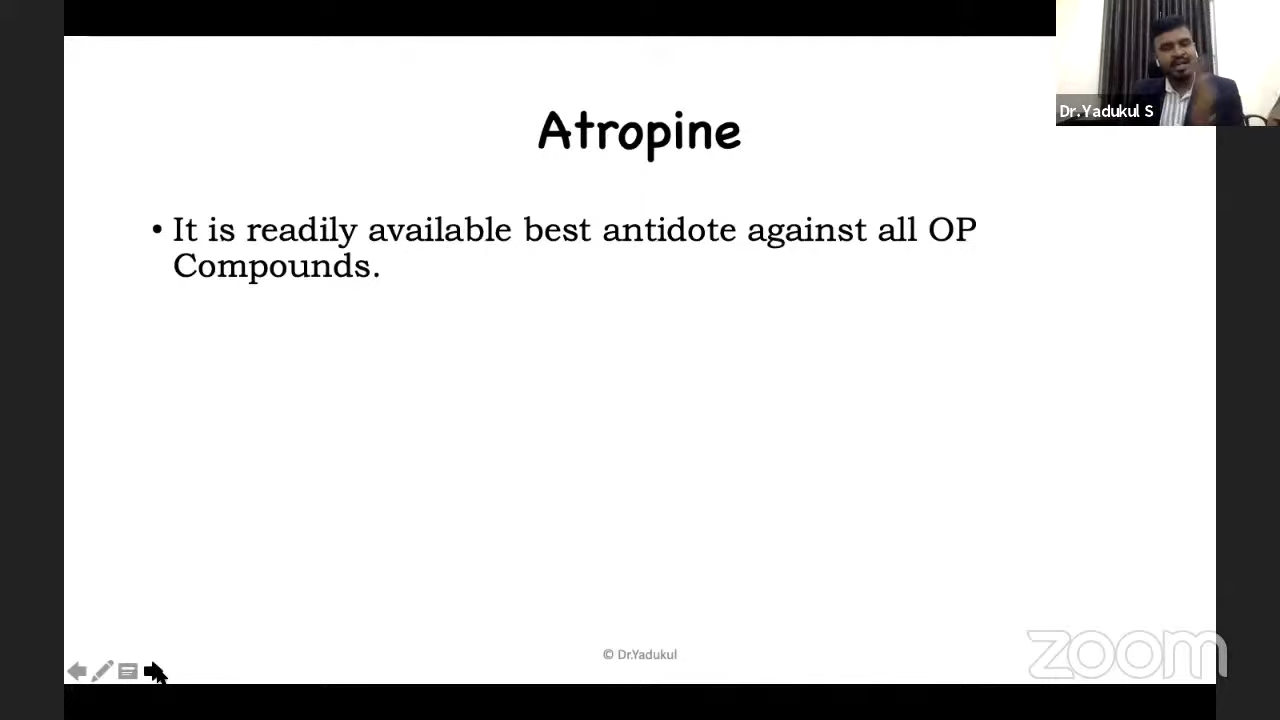 Dr.Yadukul S
Atropine
• It is readily available best antidote against all OP
Compounds.
© Dr.Yadukul
zoom